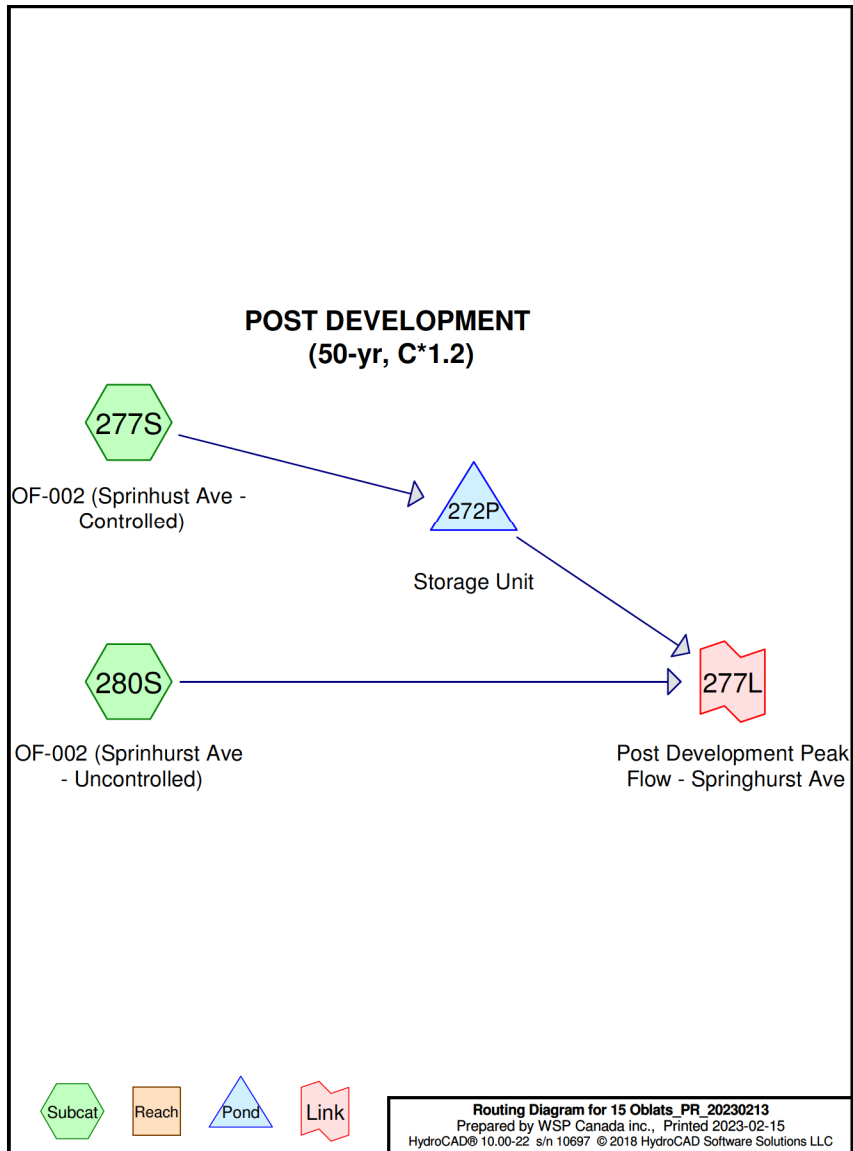 POST DEVELOPMENT
(50-yr, C*1.2)
277S
OF-002 (Sprinhust Ave -
Controlled)
272P
Storage Unit
280S
OF-002 (Sprinhurst Ave
- Uncontrolled)
277L
Post Development Peak
Flow - Springhurst Ave
Subcat
Reach
Pond
Link
Routing Diagram for 15 Oblats_PR_20230213
Prepared by WSP Canada inc., Printed 2023-02-15
HydroCAD® 10.00-22 s/n 10697 © 2018 HydroCAD Software Solutions LLC